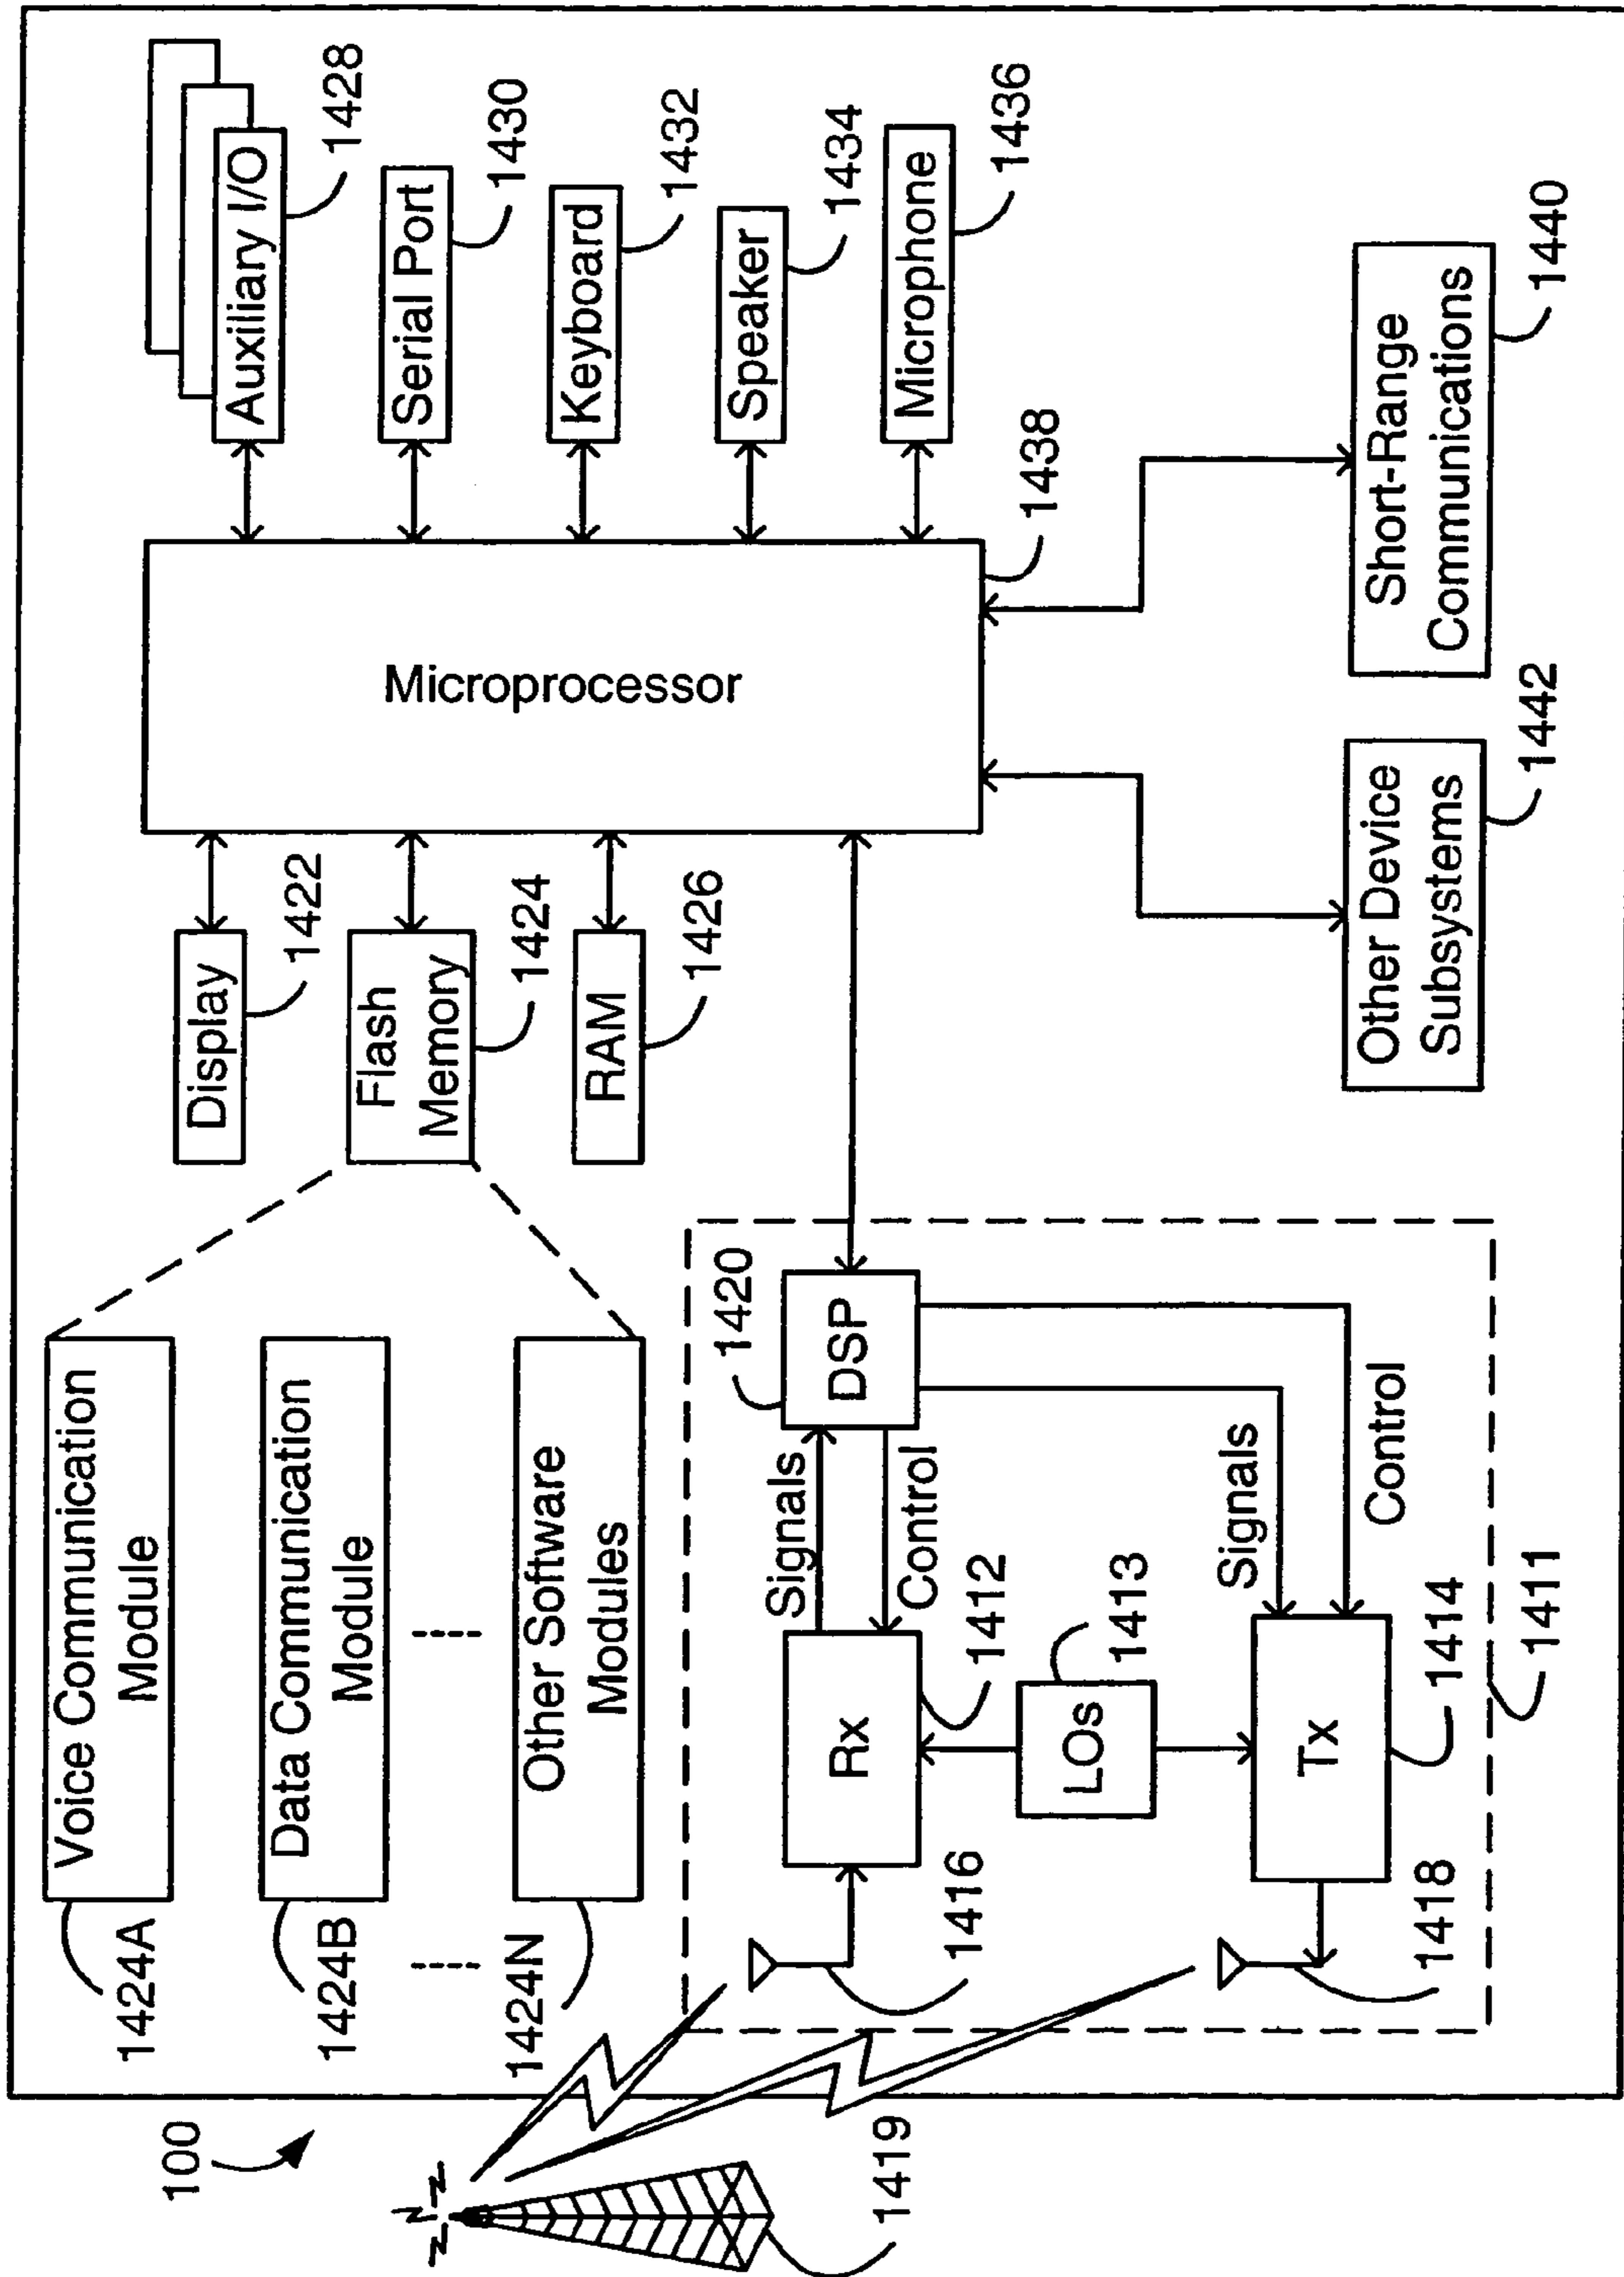 100
1419
Voice Communication
Module
1424A
Data Communication
Module
1424B
Other Software
Modules
1424N
Display
1422
Flash
Memory
1424
RAM
1426
Microprocessor
1438
Auxiliary I/O
1428
Serial Port
1430
Keyboard
1432
Speaker
1434
Microphone
1436
Short-Range
Communications
1440
Other Device
Subsystems
1442
DSP
1420
Signals
Control
Rx
1412
1416
LOs
1413
Signals
Control
Tx
1414
1418
1411